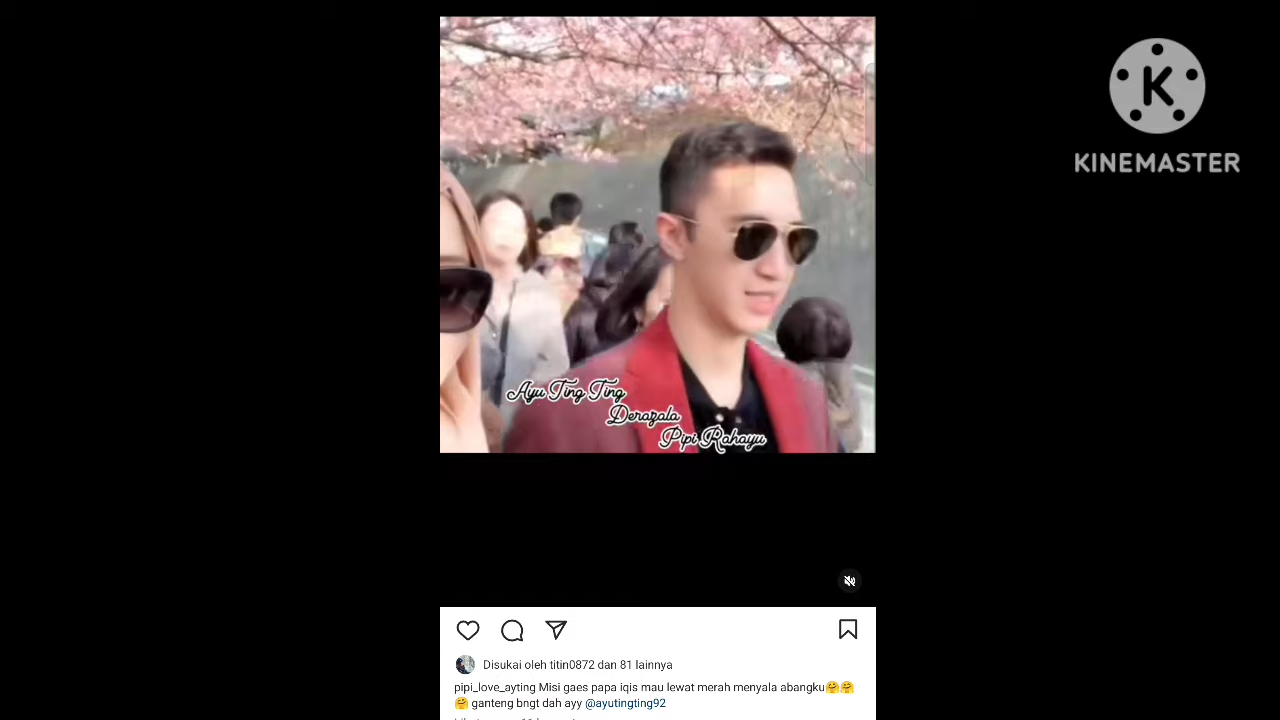 K
KINEMASTER
Ayu Ting Ting
Derazala
Pipi Rahayu
Disukai oleh titin0872 dan 81 lainnya
pipi_love_ayting Misi gaes papa iqis mau lewat merah menyala abangku🤗🤗
🤗 ganteng bngt dah ayy @ayutingting92